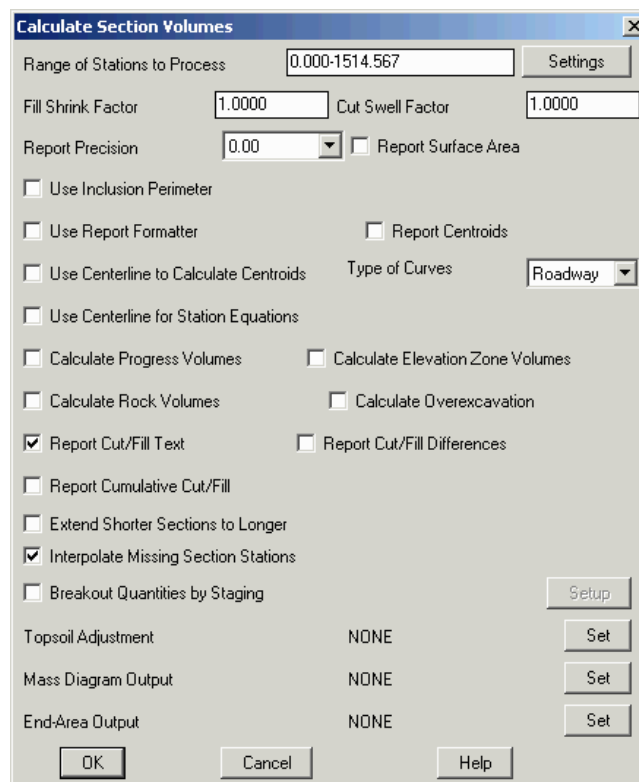 Calculate Section Volumes
Range of Stations to Process 0.000-1514.567 Settings
Fill Shrink Factor 1.0000 Cut Swell Factor 1.0000
Report Precision 0.00 Report Surface Area
Use Inclusion Perimeter
Use Report Formatter Report Centroids
Use Centerline to Calculate Centroids Type of Curves Roadway
Use Centerline for Station Equations
Calculate Progress Volumes Calculate Elevation Zone Volumes
Calculate Rock Volumes Calculate Overexcavation
Report Cut/Fill Text Report Cut/Fill Differences
Report Cumulative Cut/Fill
Extend Shorter Sections to Longer
Interpolate Missing Section Stations
Breakout Quantities by Staging Setup
Topsoil Adjustment NONE Set
Mass Diagram Output NONE Set
End-Area Output NONE Set
OK Cancel Help